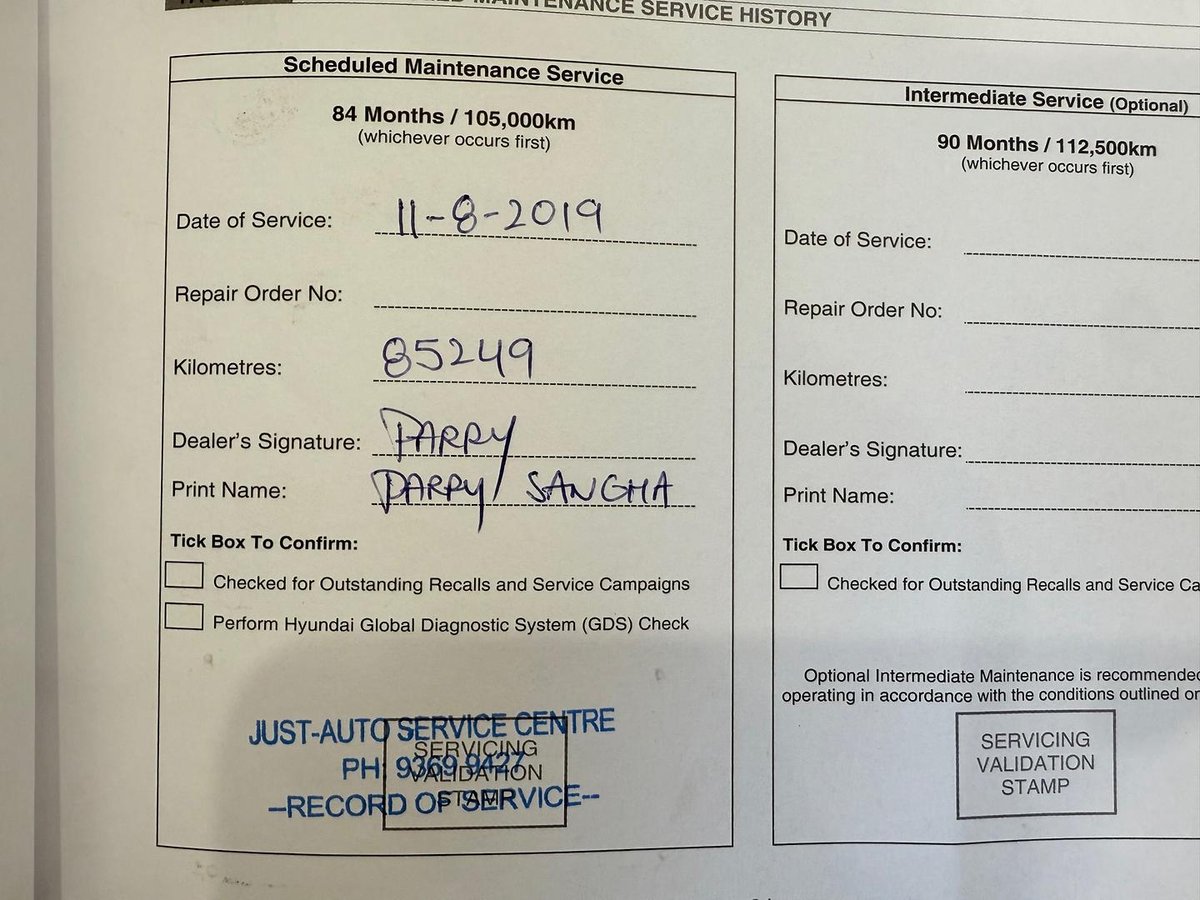 MAINTENANCE SERVICE HISTORY
Scheduled Maintenance Service
84 Months / 105,000km
(whichever occurs first)
Date of Service: 11-8-2019
Repair Order No:
Kilometres: 85249
Dealer's Signature: PARRY
Print Name: PARRY SANGHA
Tick Box To Confirm:
Checked for Outstanding Recalls and Service Campaigns
Perform Hyundai Global Diagnostic System (GDS) Check
JUST-AUTO SERVICE CENTRE
PH 9369 9427
--RECORD OF SERVICE--
SERVICING
VALIDATION
STAMP
Intermediate Service (Optional)
90 Months / 112,500km
(whichever occurs first)
Date of Service:
Repair Order No:
Kilometres:
Dealer's Signature:
Print Name:
Tick Box To Confirm:
Checked for Outstanding Recalls and Service Ca
Optional Intermediate Maintenance is recommended
operating in accordance with the conditions outlined
SERVICING
VALIDATION
STAMP